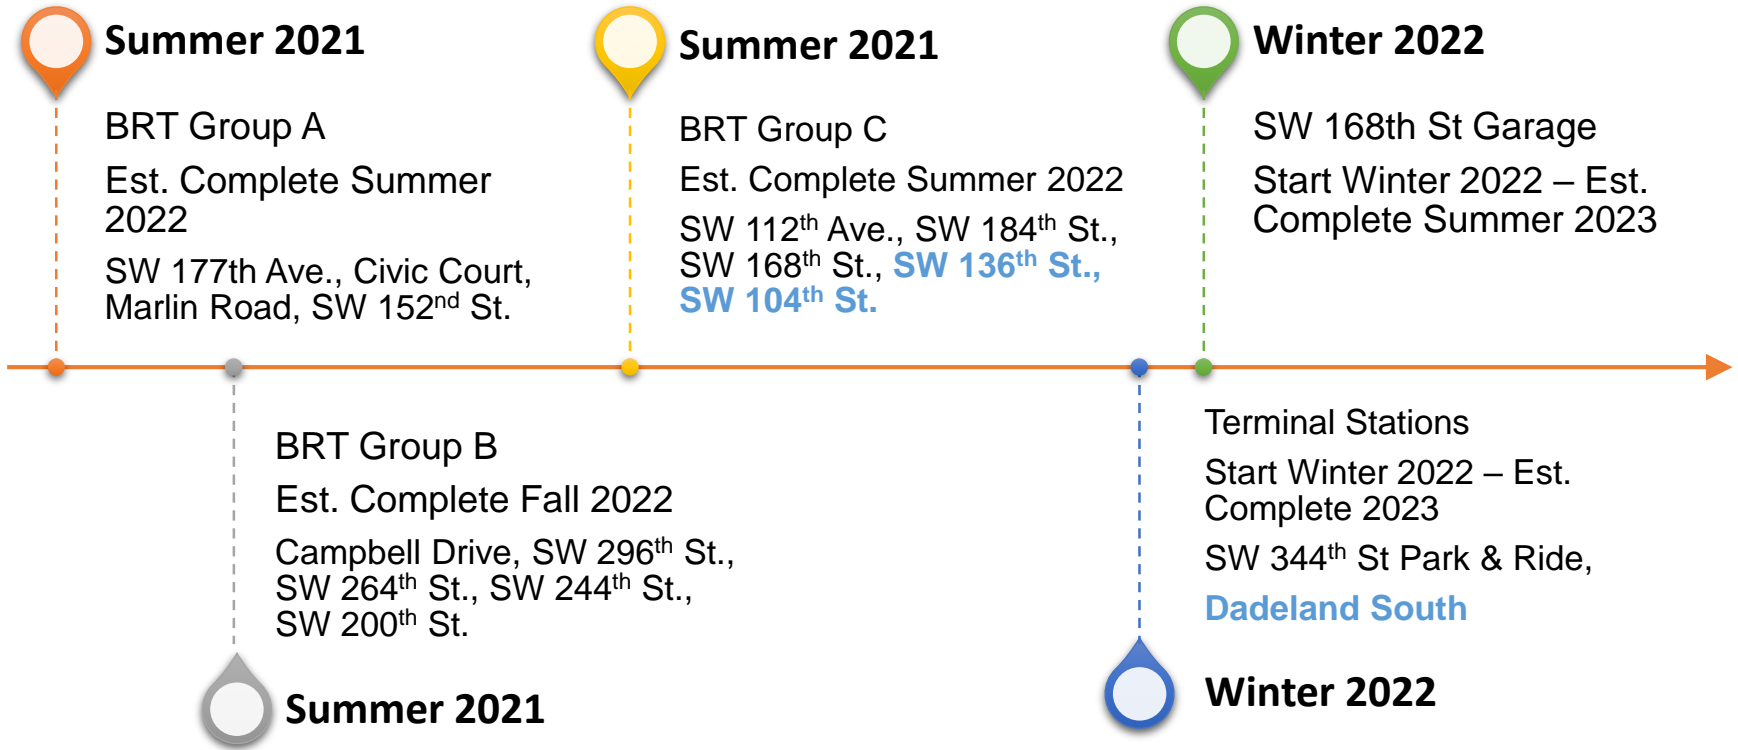 Summer 2021
BRT Group A
Est. Complete Summer
2022
SW 177th Ave., Civic Court,
Marlin Road, SW 152nd St.
Summer 2021
BRT Group C
Est. Complete Summer 2022
SW 112th Ave., SW 184th St.,
SW 168th St., SW 136th St.,
SW 104th St.
Winter 2022
SW 168th St Garage
Start Winter 2022 – Est.
Complete Summer 2023
BRT Group B
Est. Complete Fall 2022
Campbell Drive, SW 296th St.,
SW 264th St., SW 244th St.,
SW 200th St.
Summer 2021
Terminal Stations
Start Winter 2022 – Est.
Complete 2023
SW 344th St Park & Ride,
Dadeland South
Winter 2022